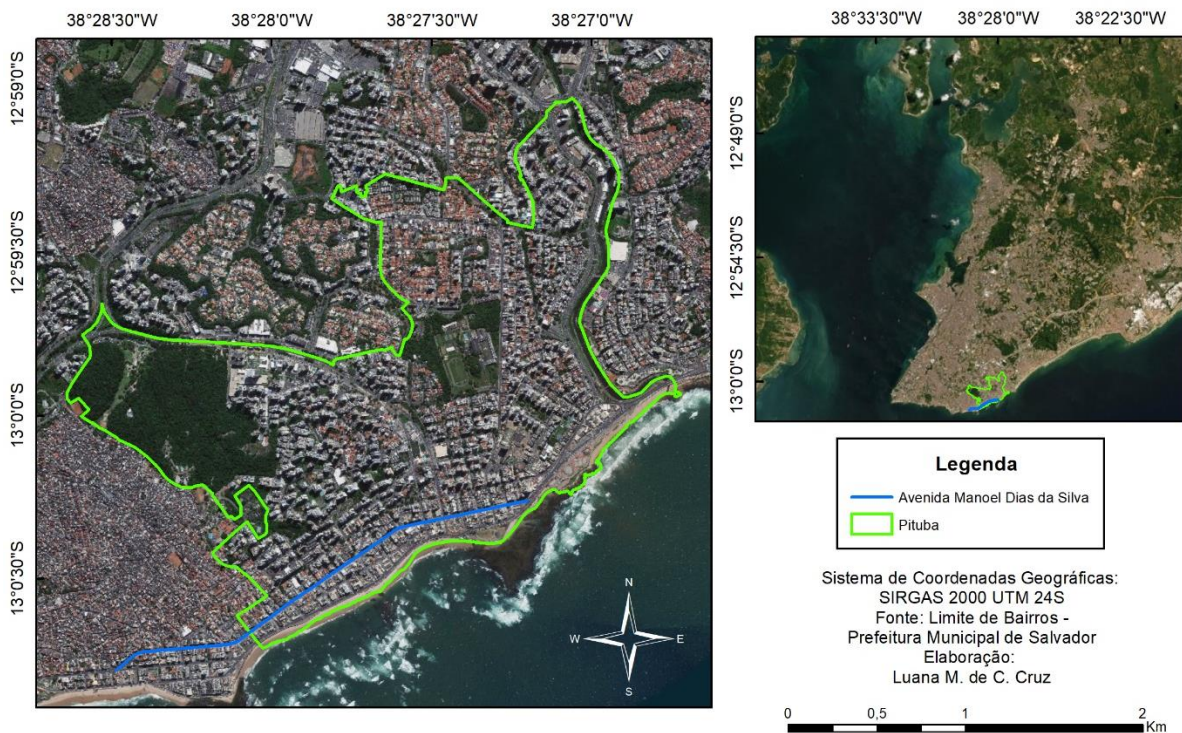 38°28'30"W 38°28'0"W 38°27'30"W 38°27'0"W
12°59'0"S
12°59'30"S
13°0'0"S
13°0'30"S
N
W E
S
38°33'30"W 38°28'0"W 38°22'30"W
12°49'0"S
12°54'30"S
13°0'0"S
Legenda
Avenida Manoel Dias da Silva
Pituba
Sistema de Coordenadas Geográficas:
SIRGAS 2000 UTM 24S
Fonte: Limite de Bairros -
Prefeitura Municipal de Salvador
Elaboração:
Luana M. de C. Cruz
0 0,5 1 2
Km